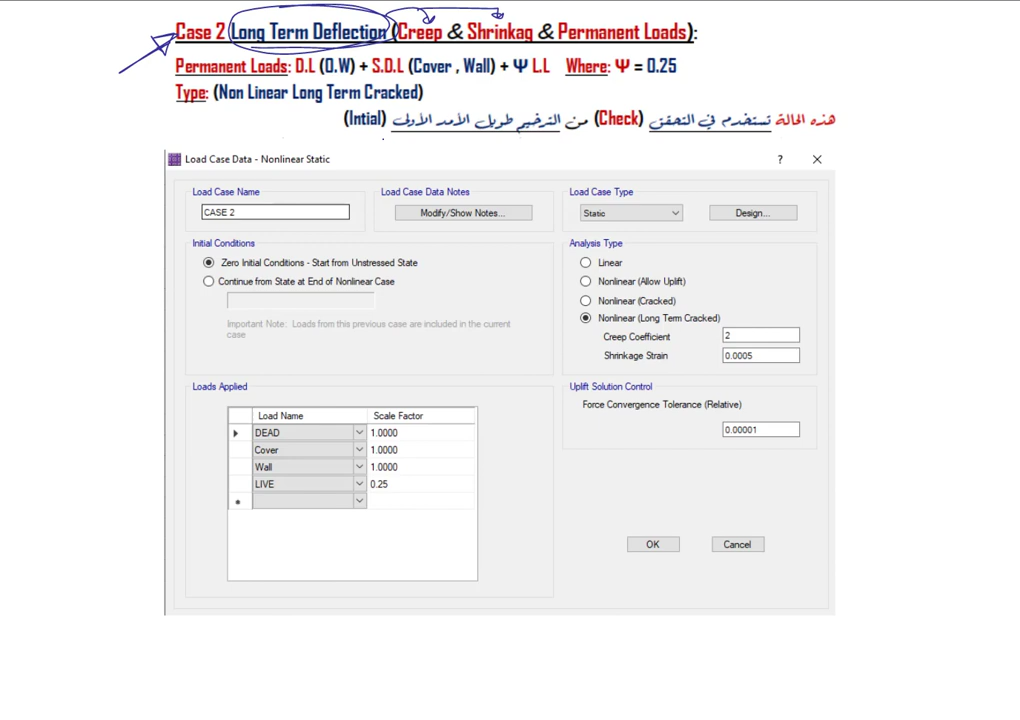 Case 2 Long Term Deflection (Creep & Shrinkag & Permanent Loads):
Permanent Loads: D.L (O.W) + S.D.L (Cover , Wall) + Ψ L.L Where: Ψ = 0.25
Type: (Non Linear Long Term Cracked)
هذه الحالة تستخدم في التحقق (Check) من الترخيم طويل الأمد الأولى (Intial)
Load Case Data - Nonlinear Static
?
Load Case Name
CASE 2
Load Case Data Notes
Modify/Show Notes...
Load Case Type
Static
Design...
Initial Conditions
Zero Initial Conditions - Start from Unstressed State
Continue from State at End of Nonlinear Case
Important Note: Loads from this previous case are included in the current
case
Analysis Type
Linear
Nonlinear (Allow Uplift)
Nonlinear (Cracked)
Nonlinear (Long Term Cracked)
Creep Coefficient 2
Shrinkage Strain 0.0005
Loads Applied
Load Name Scale Factor
DEAD 1.0000
Cover 1.0000
Wall 1.0000
LIVE 0.25
Uplift Solution Control
Force Convergence Tolerance (Relative)
0.00001
OK Cancel